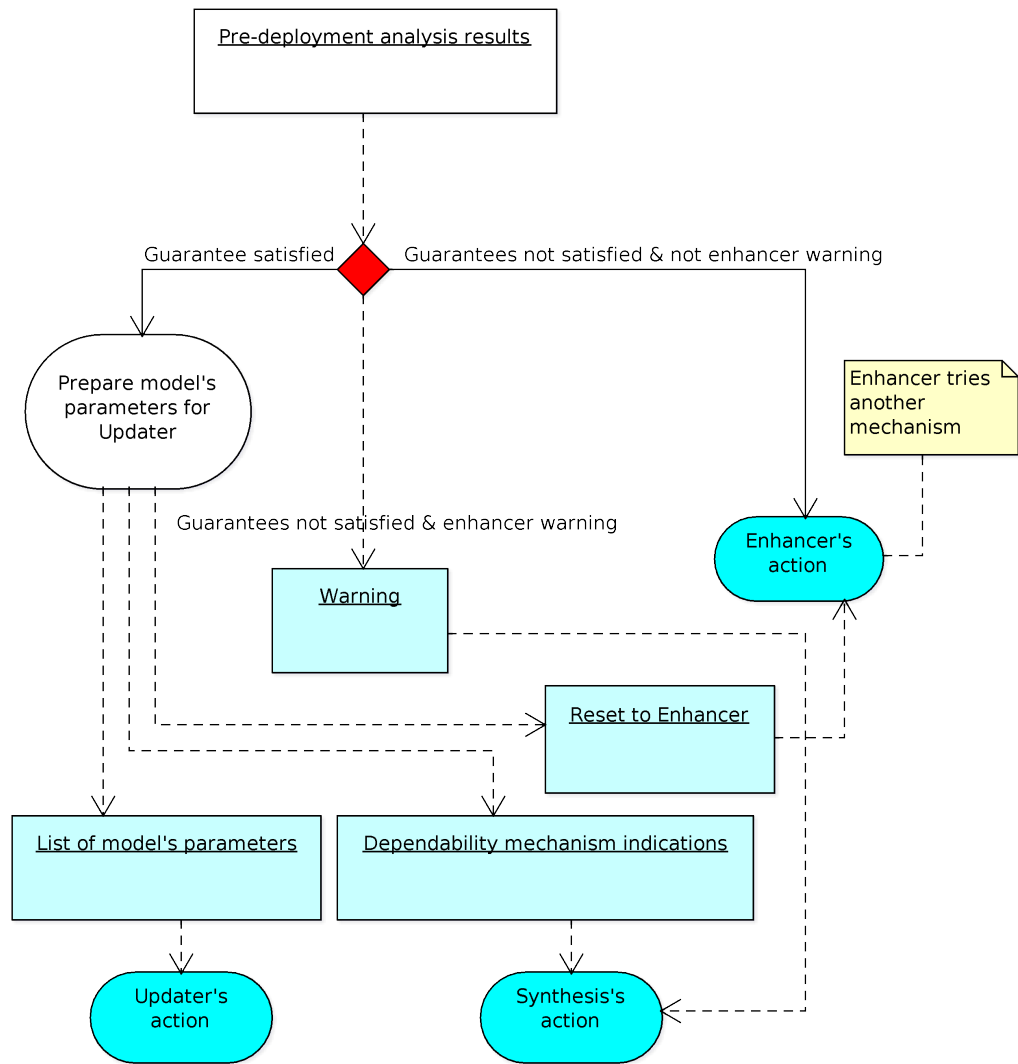 Pre-deployment analysis results
Guarantee satisfied
Guarantees not satisfied & not enhancer warning
Prepare model's
parameters for
Updater
Enhancer tries
another
mechanism
Guarantees not satisfied & enhancer warning
Enhancer's
action
Warning
Reset to Enhancer
List of model's parameters
Dependability mechanism indications
Updater's
action
Synthesis's
action